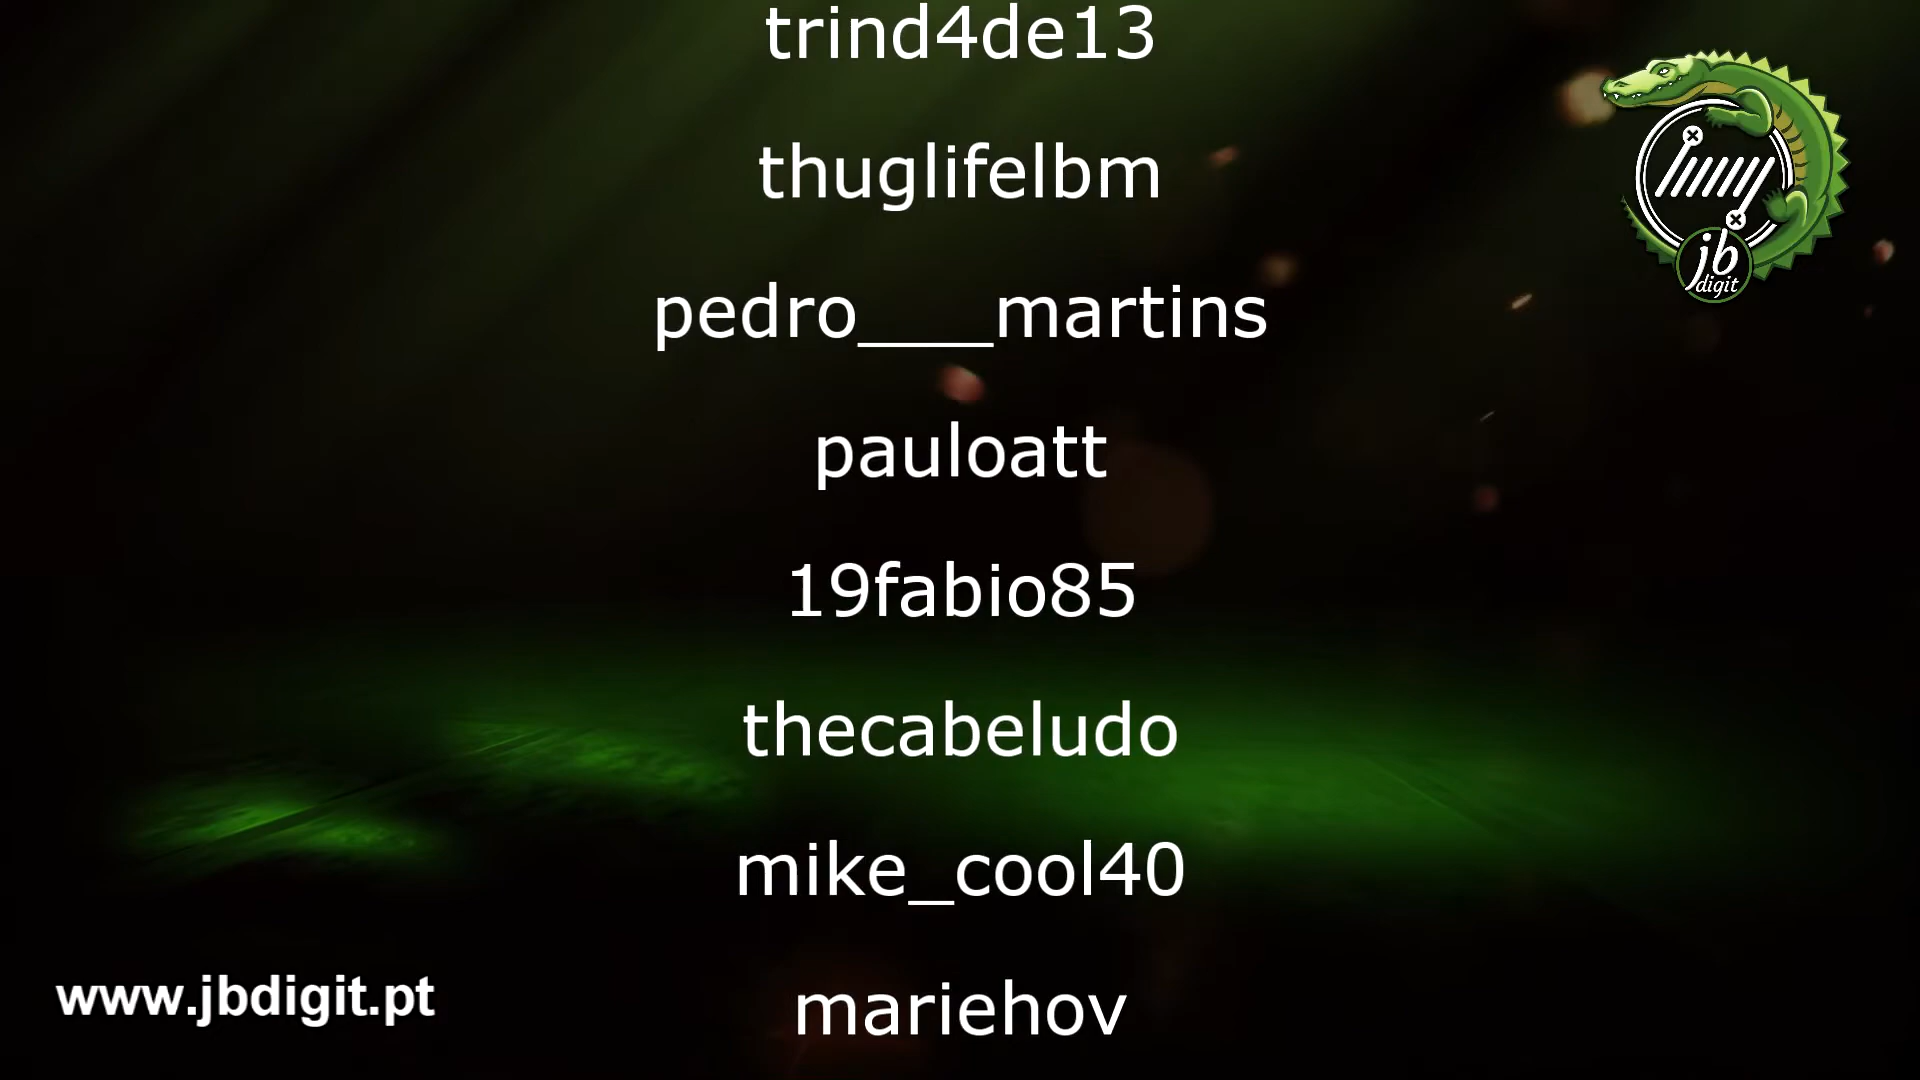 trind4de13
thuglifelbm
pedro___martins
pauloatt
19fabio85
thecabeludo
mike_cool40
mariehov
www.jbdigit.pt
jb
digit